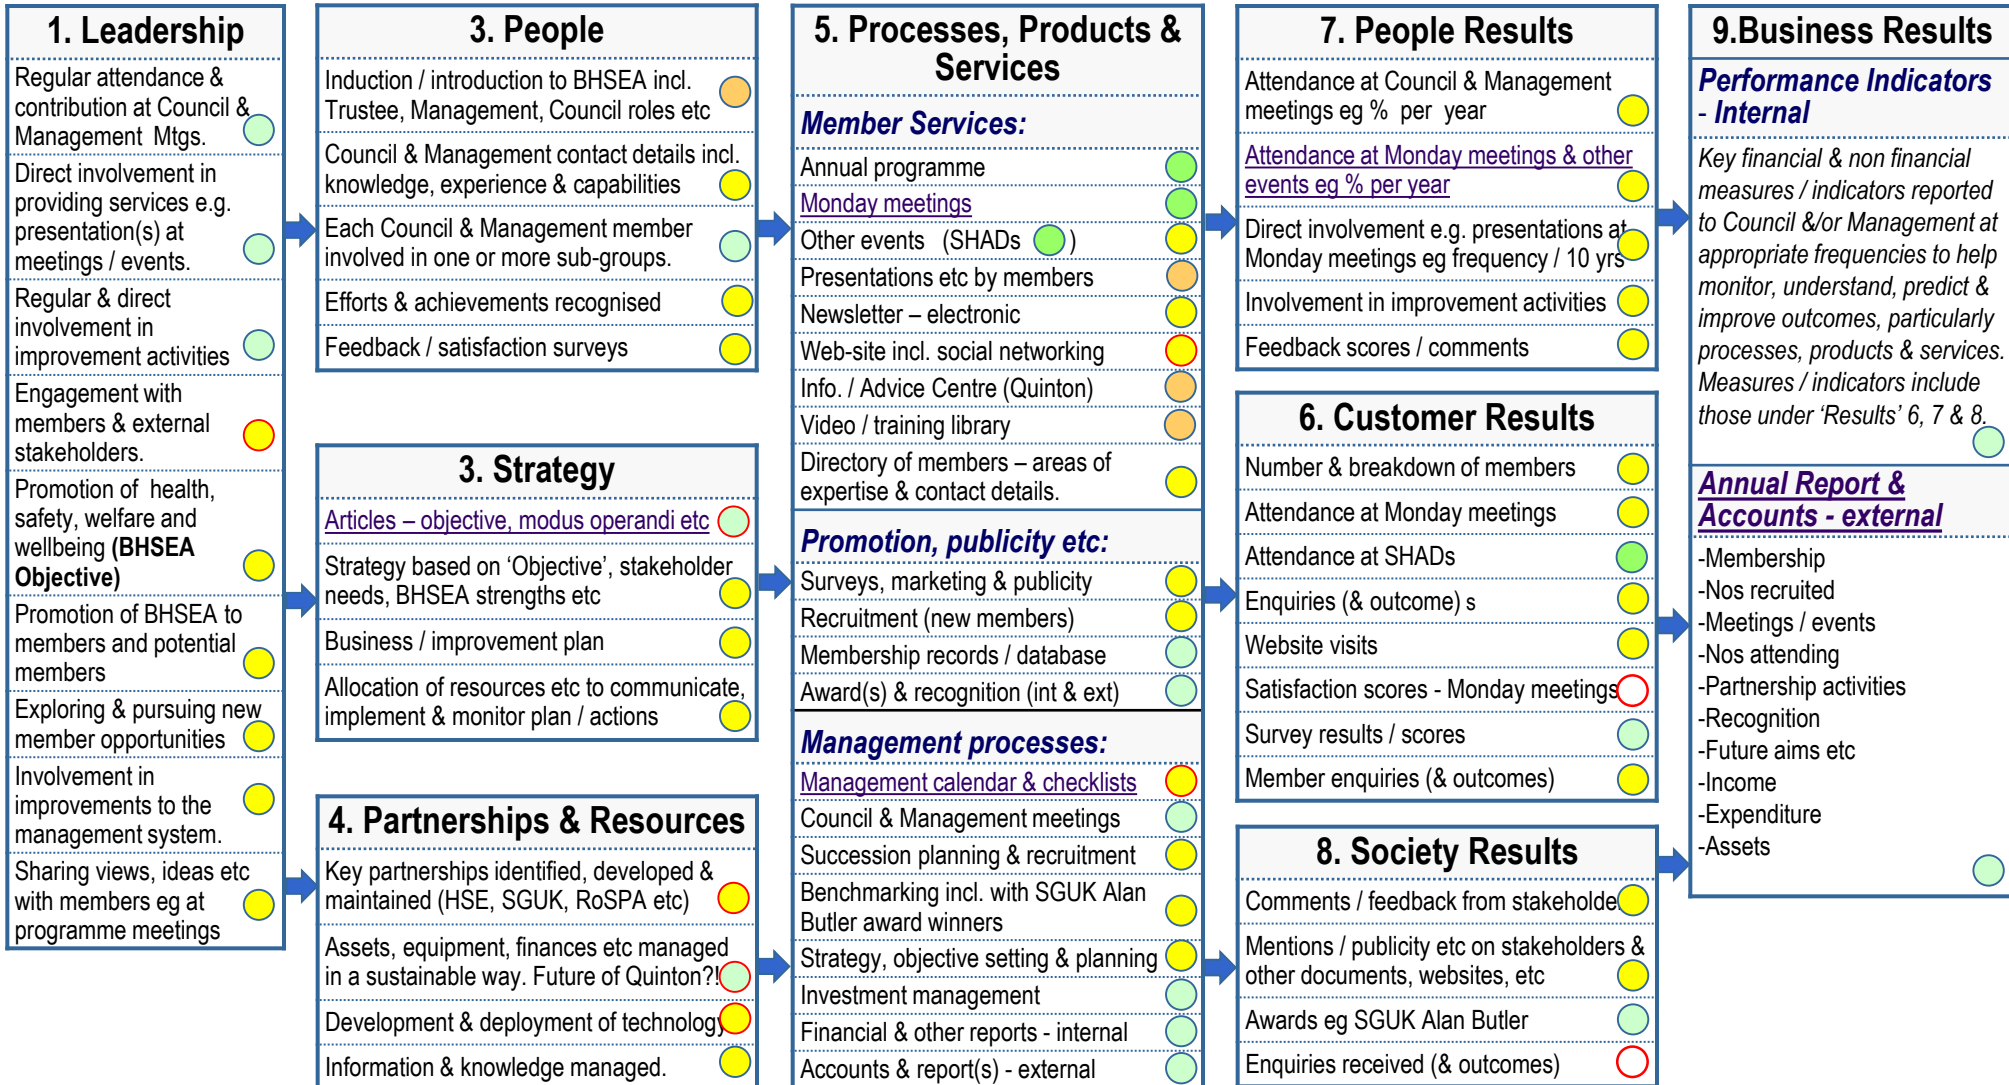 1. Leadership
Regular attendance &
contribution at Council &
Management Mtgs.
Direct involvement in
providing services e.g.
presentation(s) at
meetings / events.
Regular & direct
involvement in
improvement activities
Engagement with
members & external
stakeholders.
Promotion of health,
safety, welfare and
wellbeing (BHSEA
Objective)
Promotion of BHSEA to
members and potential
members
Exploring & pursuing new
member opportunities
Involvement in
improvements to the
management system.
Sharing views, ideas etc
with members eg at
programme meetings
3. People
Induction / introduction to BHSEA incl.
Trustee, Management, Council roles etc
Council & Management contact details incl.
knowledge, experience & capabilities
Each Council & Management member
involved in one or more sub-groups.
Efforts & achievements recognised
Feedback / satisfaction surveys
3. Strategy
Articles – objective, modus operandi etc
Strategy based on ‘Objective’, stakeholder
needs, BHSEA strengths etc
Business / improvement plan
Allocation of resources etc to communicate,
implement & monitor plan / actions
4. Partnerships & Resources
Key partnerships identified, developed &
maintained (HSE, SGUK, RoSPA etc)
Assets, equipment, finances etc managed
in a sustainable way. Future of Quinton?!
Development & deployment of technology
Information & knowledge managed.
5. Processes, Products &
Services
Member Services:
Annual programme
Monday meetings
Other events (SHADs )
Presentations etc by members
Newsletter – electronic
Web-site incl. social networking
Info. / Advice Centre (Quinton)
Video / training library
Directory of members – areas of
expertise & contact details.
Promotion, publicity etc:
Surveys, marketing & publicity
Recruitment (new members)
Membership records / database
Award(s) & recognition (int & ext)
Management processes:
Management calendar & checklists
Council & Management meetings
Succession planning & recruitment
Benchmarking incl. with SGUK Alan
Butler award winners
Strategy, objective setting & planning
Investment management
Financial & other reports - internal
Accounts & report(s) - external
7. People Results
Attendance at Council & Management
meetings eg % per year
Attendance at Monday meetings & other
events eg % per year
Direct involvement e.g. presentations at
Monday meetings eg frequency / 10 yrs
Involvement in improvement activities
Feedback scores / comments
6. Customer Results
Number & breakdown of members
Attendance at Monday meetings
Attendance at SHADs
Enquiries (& outcome) s
Website visits
Satisfaction scores - Monday meetings
Survey results / scores
Member enquiries (& outcomes)
8. Society Results
Comments / feedback from stakeholde
Mentions / publicity etc on stakeholders &
other documents, websites, etc
Awards eg SGUK Alan Butler
Enquiries received (& outcomes)
9.Business Results
Performance Indicators
- Internal
Key financial & non financial
measures / indicators reported
to Council &/or Management at
appropriate frequencies to help
monitor, understand, predict &
improve outcomes, particularly
processes, products & services.
Measures / indicators include
those under ‘Results’ 6, 7 & 8.
Annual Report &
Accounts - external
-Membership
-Nos recruited
-Meetings / events
-Nos attending
-Partnership activities
-Recognition
-Future aims etc
-Income
-Expenditure
-Assets